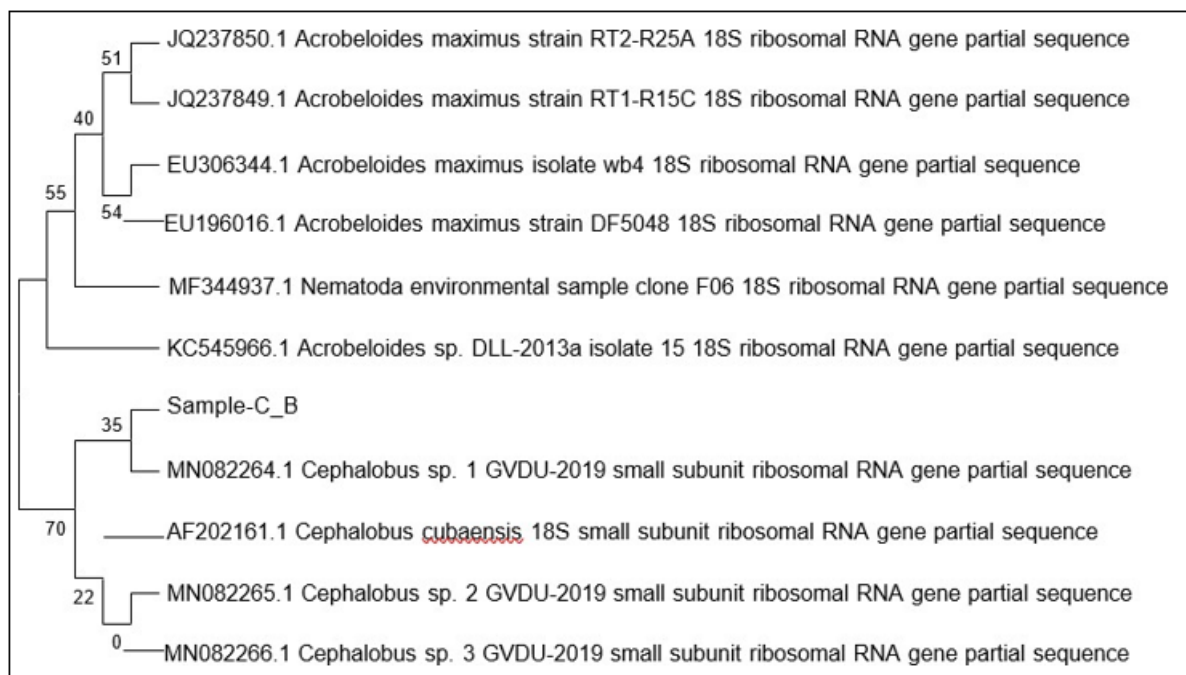 JQ237850.1 Acrobeloides maximus strain RT2-R25A 18S ribosomal RNA gene partial sequence
51
JQ237849.1 Acrobeloides maximus strain RT1-R15C 18S ribosomal RNA gene partial sequence
40
EU306344.1 Acrobeloides maximus isolate wb4 18S ribosomal RNA gene partial sequence
55
54
EU196016.1 Acrobeloides maximus strain DF5048 18S ribosomal RNA gene partial sequence
MF344937.1 Nematoda environmental sample clone F06 18S ribosomal RNA gene partial sequence
KC545966.1 Acrobeloides sp. DLL-2013a isolate 15 18S ribosomal RNA gene partial sequence
Sample-C_B
35
MN082264.1 Cephalobus sp. 1 GVDU-2019 small subunit ribosomal RNA gene partial sequence
70
AF202161.1 Cephalobus cubaensis 18S small subunit ribosomal RNA gene partial sequence
22
MN082265.1 Cephalobus sp. 2 GVDU-2019 small subunit ribosomal RNA gene partial sequence
0
MN082266.1 Cephalobus sp. 3 GVDU-2019 small subunit ribosomal RNA gene partial sequence